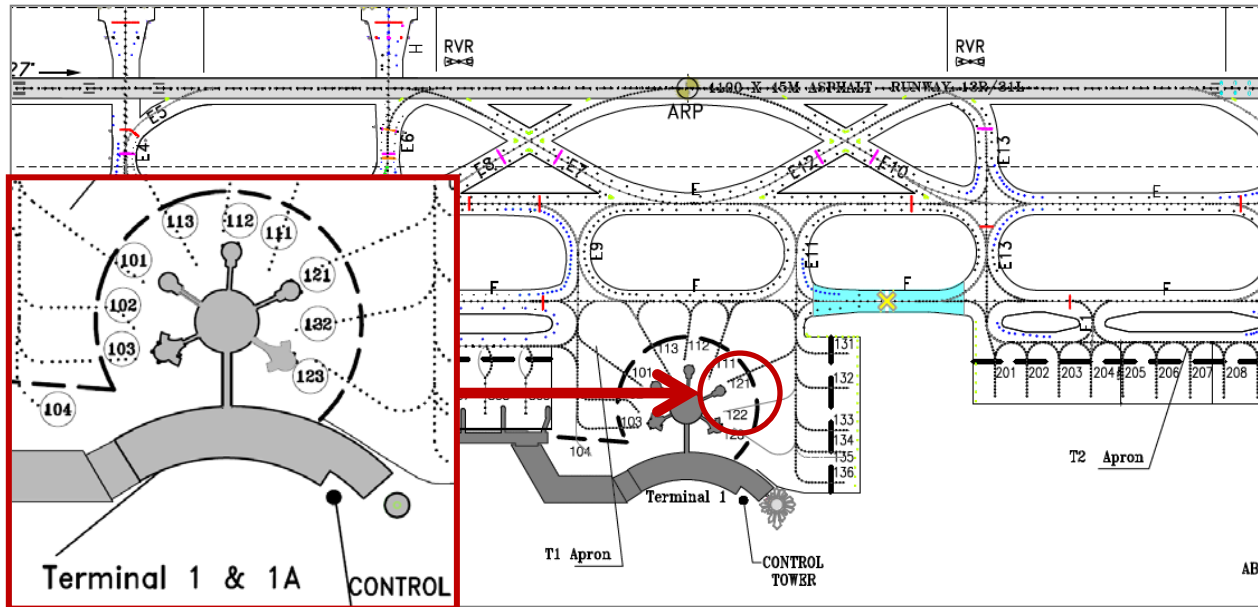 RVR
RVR
H
27"
4100 X 45M ASPHALT RUNWAY 13R/31L
ARP
E5
E4
E6
E8
E7
E12
E10
E13
E
E
E9
E11
E13
F
F
F
F1
113
112
111
101
121
102
122
103
123
104
Terminal 1 & 1A
CONTROL
113
112
111
101
121
103
122
123
104
131
132
133
134
135
136
201
202
203
204
205
206
207
208
Terminal 1
T1 Apron
T2 Apron
CONTROL
TOWER
AB